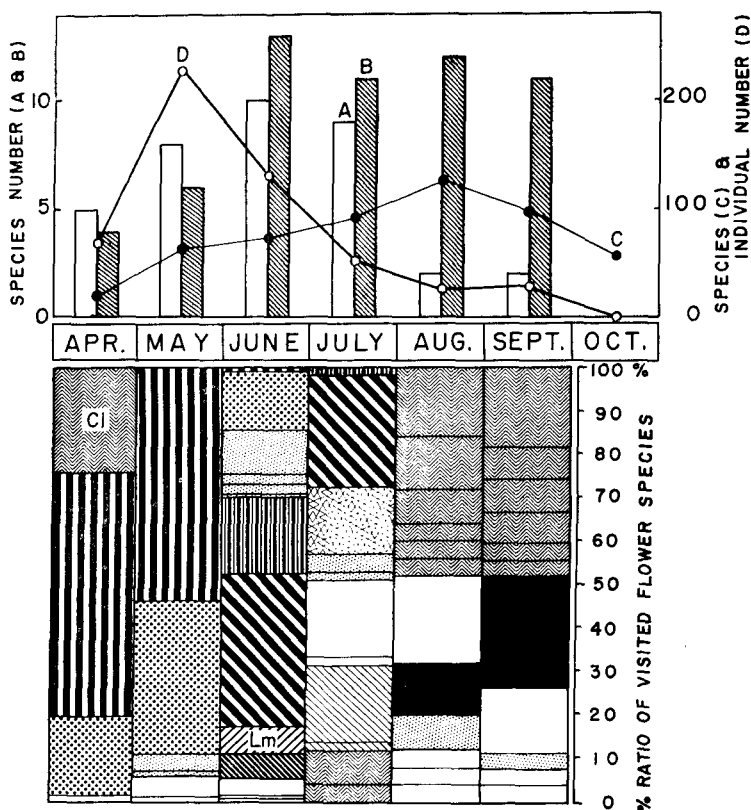 SPECIES NUMBER (A & B)
10
5
0
D
A
B
C
200
100
0
SPECIES (C) &
INDIVIDUAL NUMBER (D)
APR. MAY JUNE JULY AUG. SEPT. OCT.
Cl
Lm
100 %
90
80
70
60
50
40
30
20
10
0
% RATIO OF VISITED FLOWER SPECIES